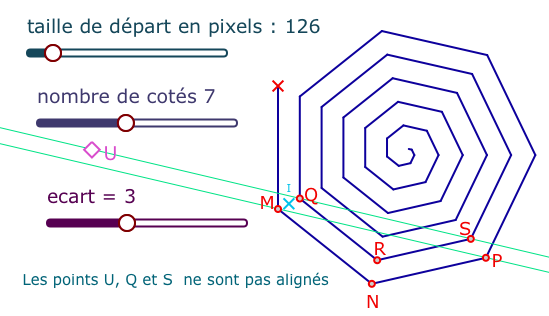 taille de départ en pixels : 126
nombre de cotés 7
U
ecart = 3
I
M
Q
S
R
P
N
Les points U, Q et S ne sont pas alignés